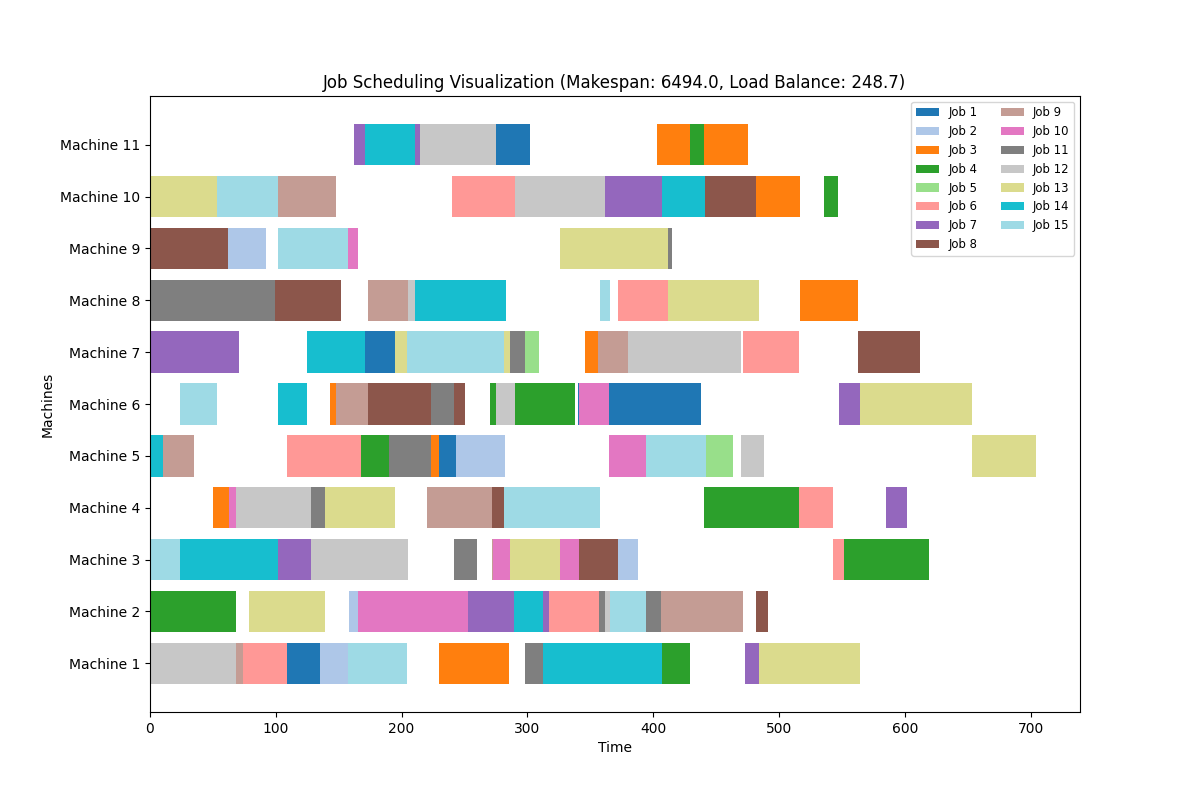 Job Scheduling Visualization (Makespan: 6494.0, Load Balance: 248.7)
Machine 11
Machine 10
Machine 9
Machine 8
Machine 7
Machine 6
Machine 5
Machine 4
Machine 3
Machine 2
Machine 1
Machines
Job 1
Job 2
Job 3
Job 4
Job 5
Job 6
Job 7
Job 8
Job 9
Job 10
Job 11
Job 12
Job 13
Job 14
Job 15
0 100 200 300 400 500 600 700
Time